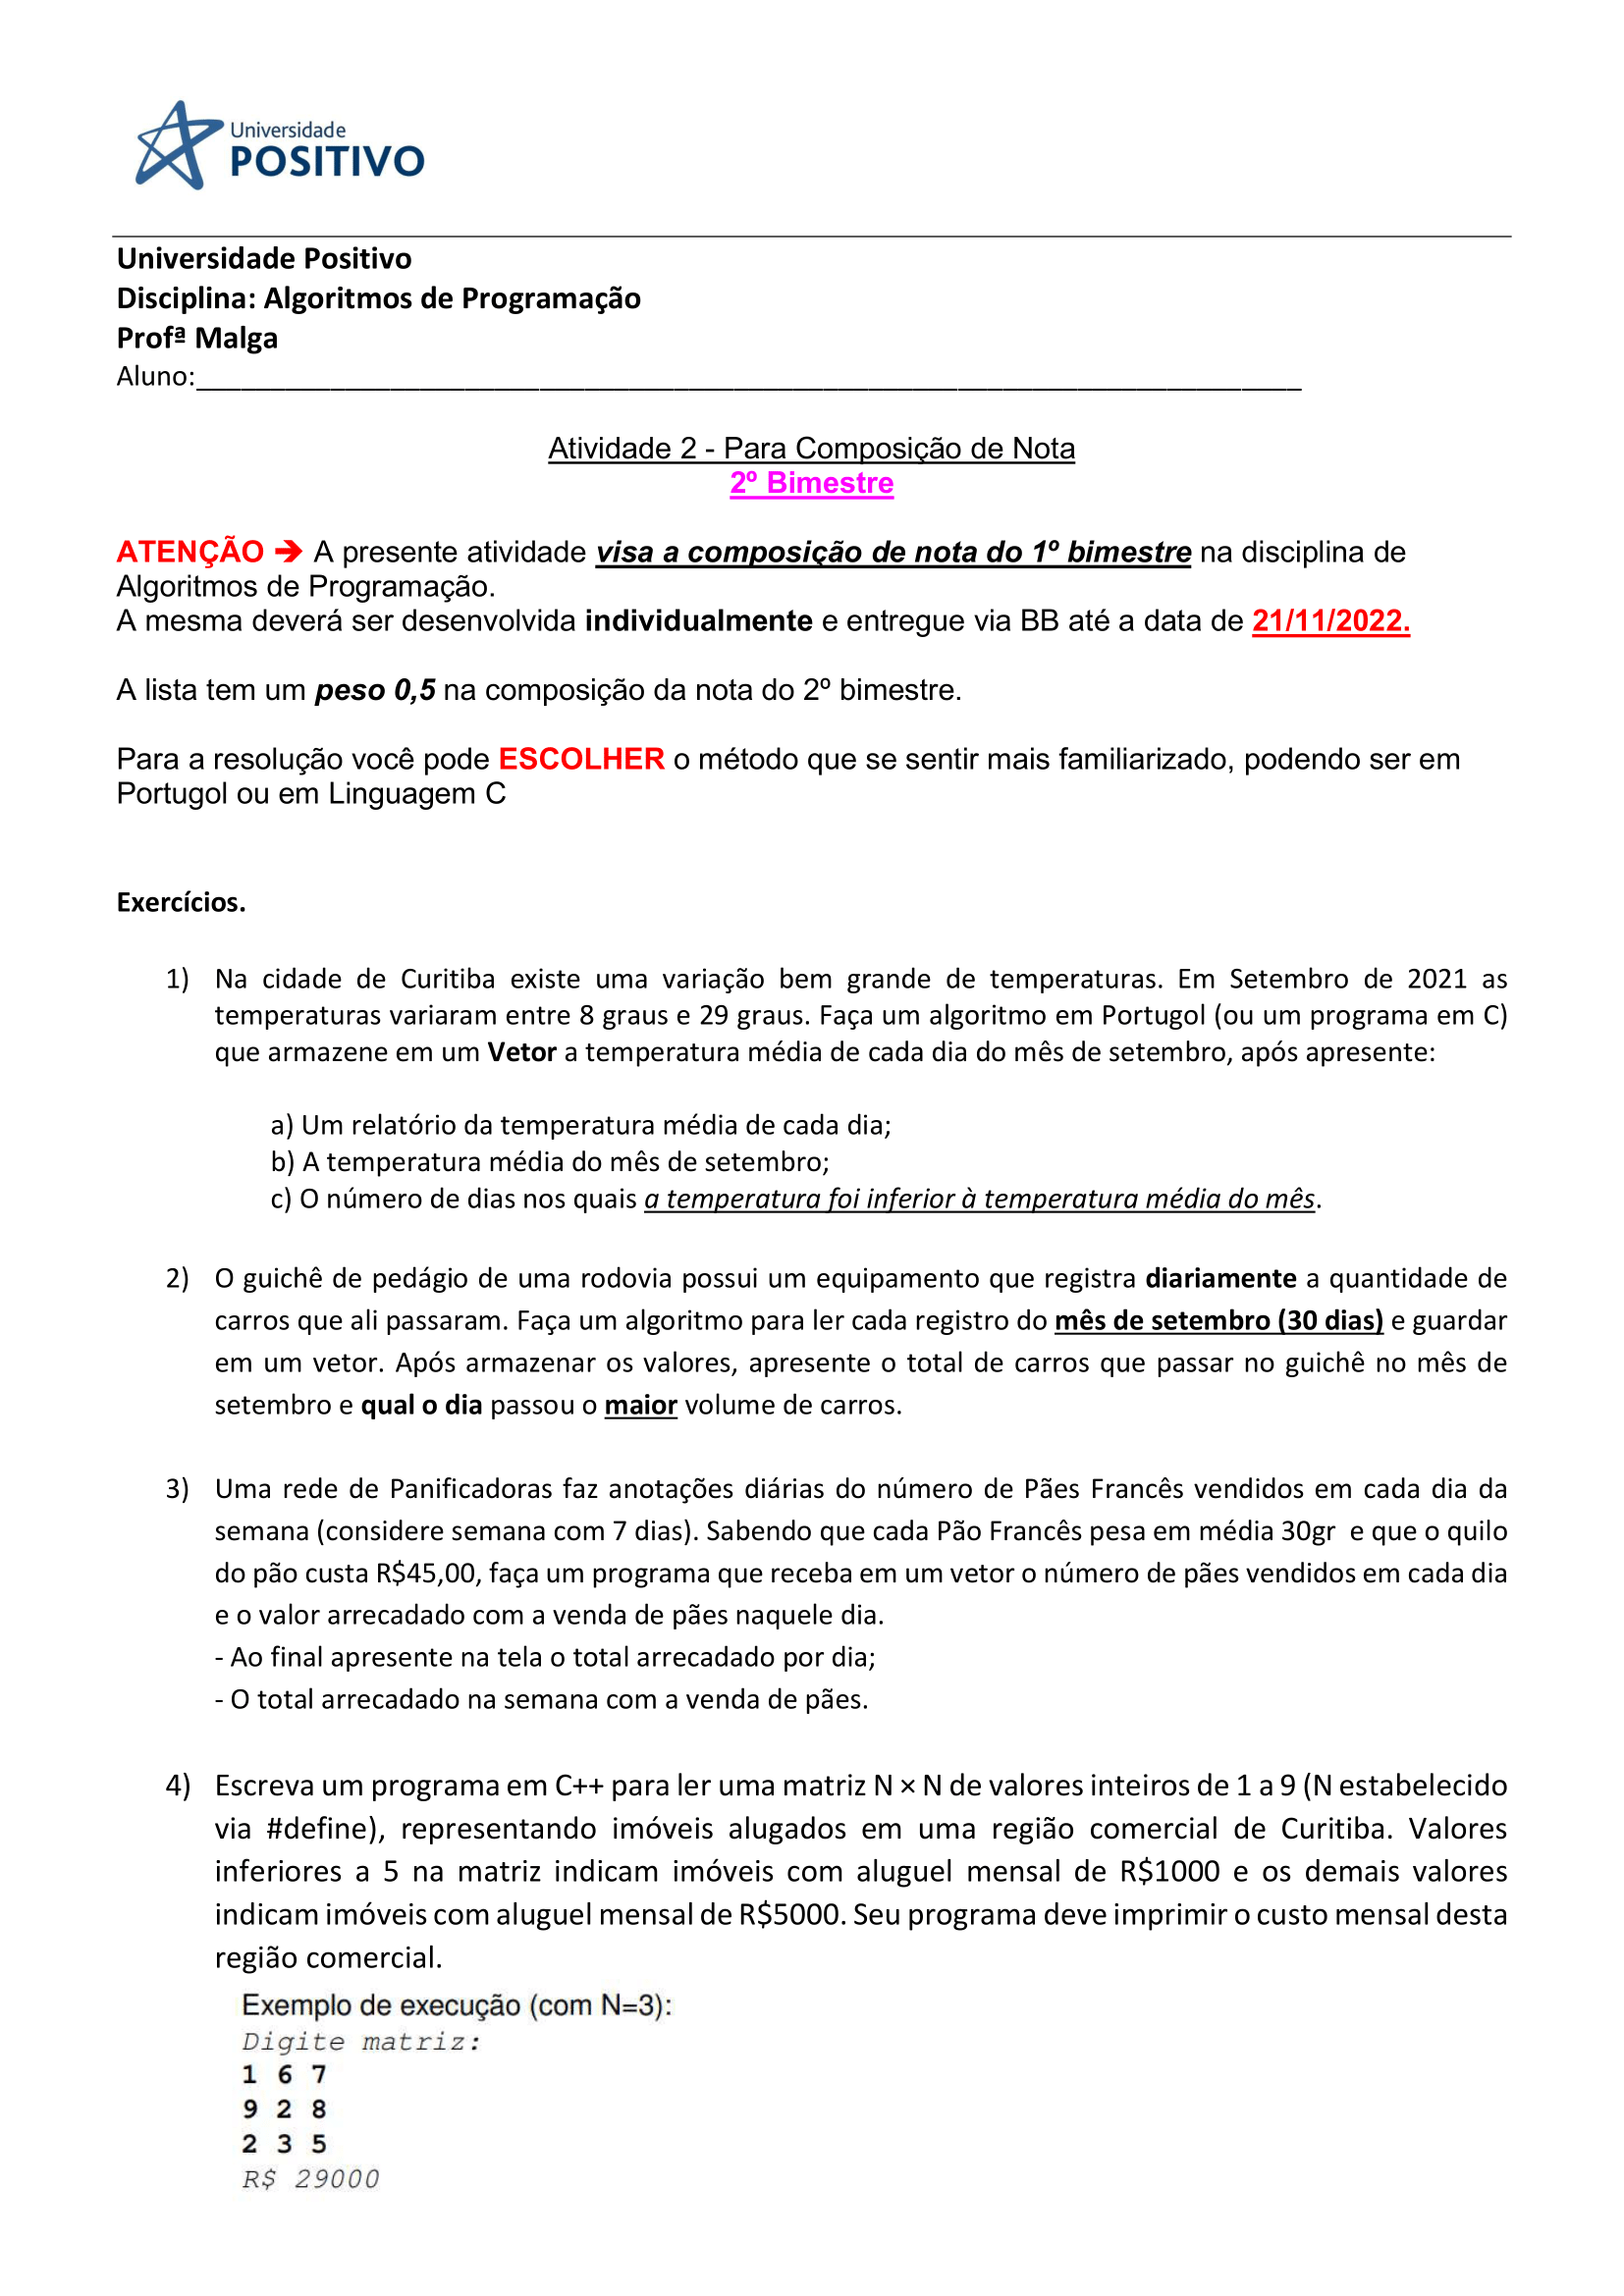 Universidade
POSITIVO
Universidade Positivo
Disciplina: Algoritmos de Programação
Profª Malga
Aluno:__________________________________________________________________________
Atividade 2 - Para Composição de Nota
2º Bimestre
ATENÇÃO ➔ A presente atividade visa a composição de nota do 1º bimestre na disciplina de
Algoritmos de Programação.
A mesma deverá ser desenvolvida individualmente e entregue via BB até a data de 21/11/2022.
A lista tem um peso 0,5 na composição da nota do 2º bimestre.
Para a resolução você pode ESCOLHER o método que se sentir mais familiarizado, podendo ser em
Portugol ou em Linguagem C
Exercícios.
1) Na cidade de Curitiba existe uma variação bem grande de temperaturas. Em Setembro de 2021 as
temperaturas variaram entre 8 graus e 29 graus. Faça um algoritmo em Portugol (ou um programa em C)
que armazene em um Vetor a temperatura média de cada dia do mês de setembro, após apresente:
a) Um relatório da temperatura média de cada dia;
b) A temperatura média do mês de setembro;
c) O número de dias nos quais a temperatura foi inferior à temperatura média do mês.
2) O guichê de pedágio de uma rodovia possui um equipamento que registra diariamente a quantidade de
carros que ali passaram. Faça um algoritmo para ler cada registro do mês de setembro (30 dias) e guardar
em um vetor. Após armazenar os valores, apresente o total de carros que passar no guichê no mês de
setembro e qual o dia passou o maior volume de carros.
3) Uma rede de Panificadoras faz anotações diárias do número de Pães Francês vendidos em cada dia da
semana (considere semana com 7 dias). Sabendo que cada Pão Francês pesa em média 30gr e que o quilo
do pão custa R$45,00, faça um programa que receba em um vetor o número de pães vendidos em cada dia
e o valor arrecadado com a venda de pães naquele dia.
- Ao final apresente na tela o total arrecadado por dia;
- O total arrecadado na semana com a venda de pães.
4) Escreva um programa em C++ para ler uma matriz N × N de valores inteiros de 1 a 9 (N estabelecido
via #define), representando imóveis alugados em uma região comercial de Curitiba. Valores
inferiores a 5 na matriz indicam imóveis com aluguel mensal de R$1000 e os demais valores
indicam imóveis com aluguel mensal de R$5000. Seu programa deve imprimir o custo mensal desta
região comercial.
Exemplo de execução (com N=3):
Digite matriz:
1 6 7
9 2 8
2 3 5
R$ 29000